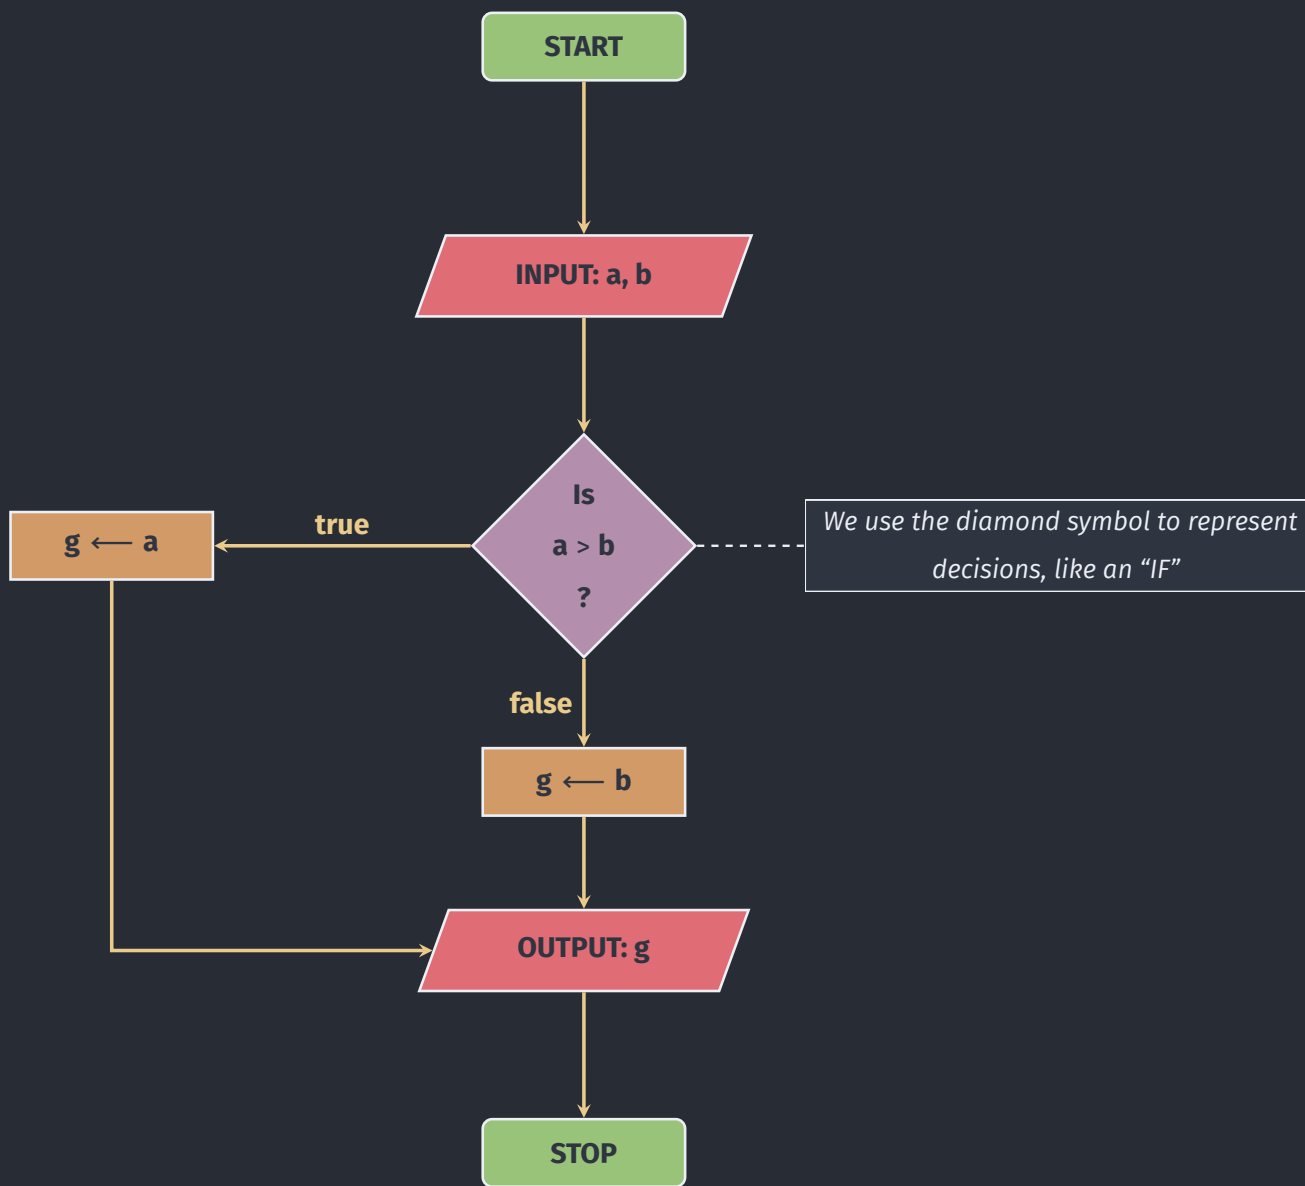 START
INPUT: a, b
Is
a > b
?
We use the diamond symbol to represent
decisions, like an “IF”
true
g ⟵ a
false
g ⟵ b
OUTPUT: g
STOP